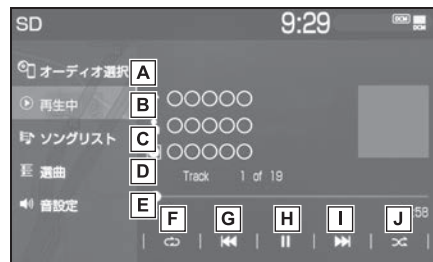 SD 9:29 DCM
オーディオ選択 A
再生中 B ○○○○○
ソングリスト C ○○○○○
○○○○○
選曲 D Track 1 of 19
音設定 E :58
F G H I J